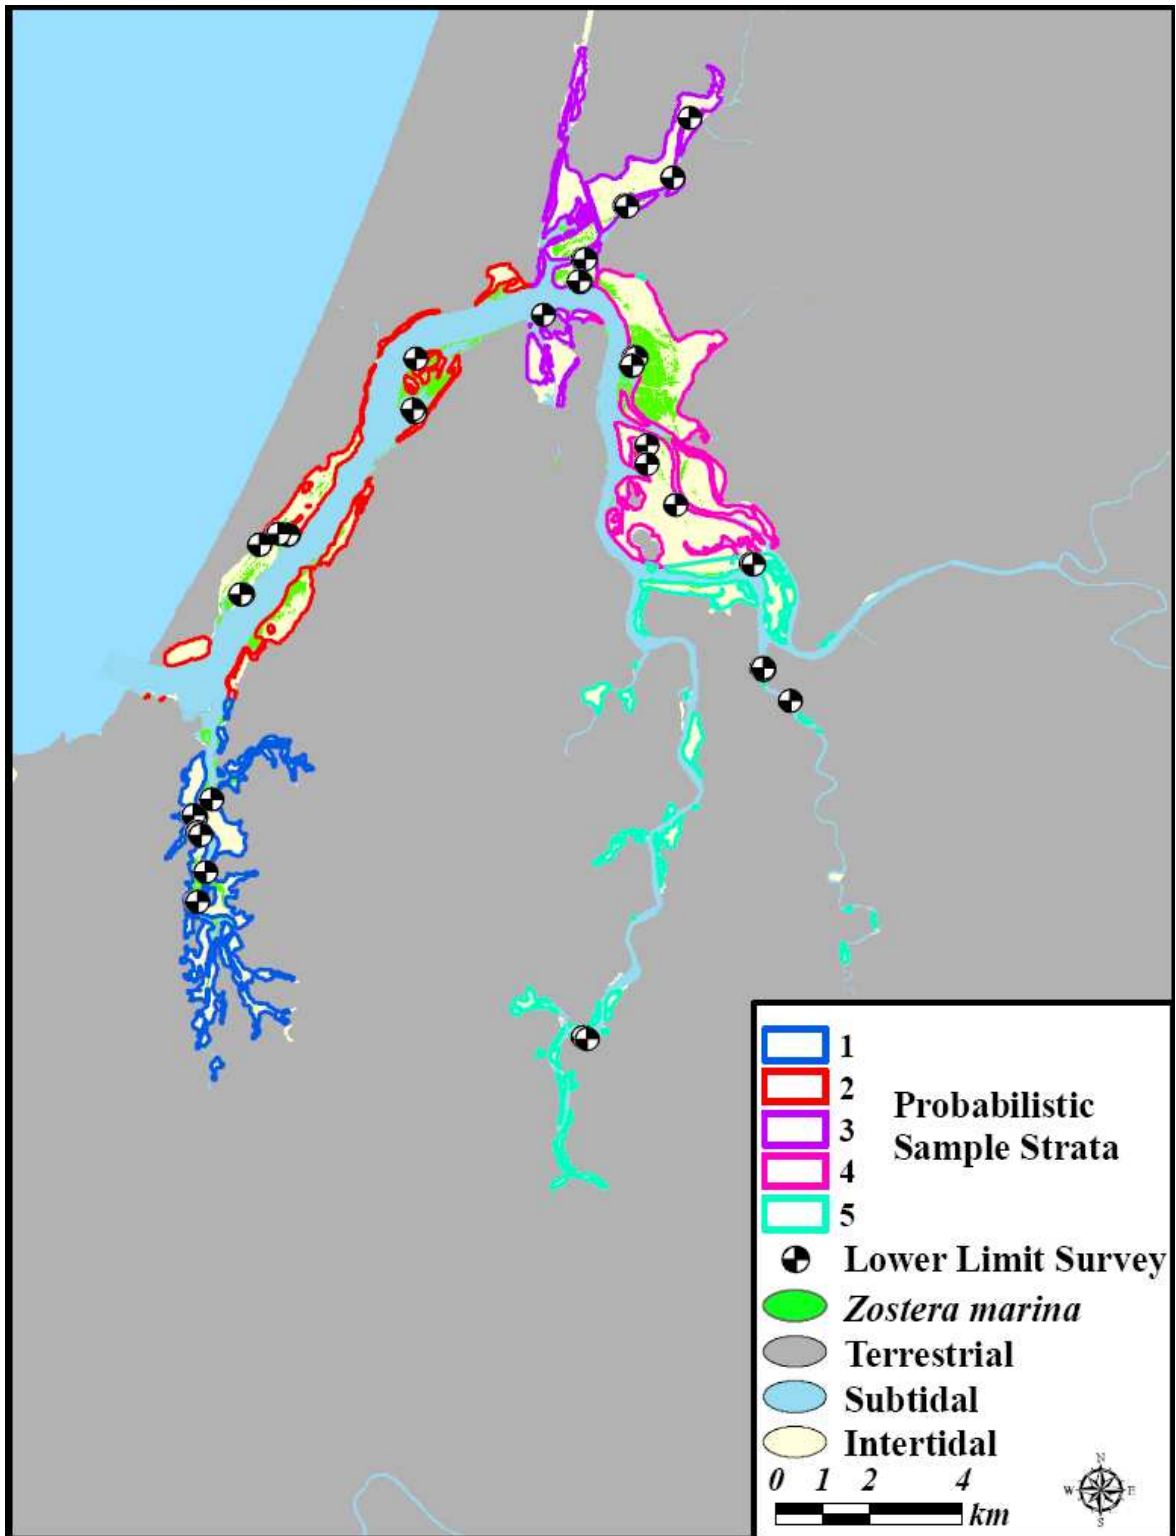 1
2
3
4
5
Probabilistic
Sample Strata
Lower Limit Survey
Zostera marina
Terrestrial
Subtidal
Intertidal
0 1 2 4
km
N
W E
S